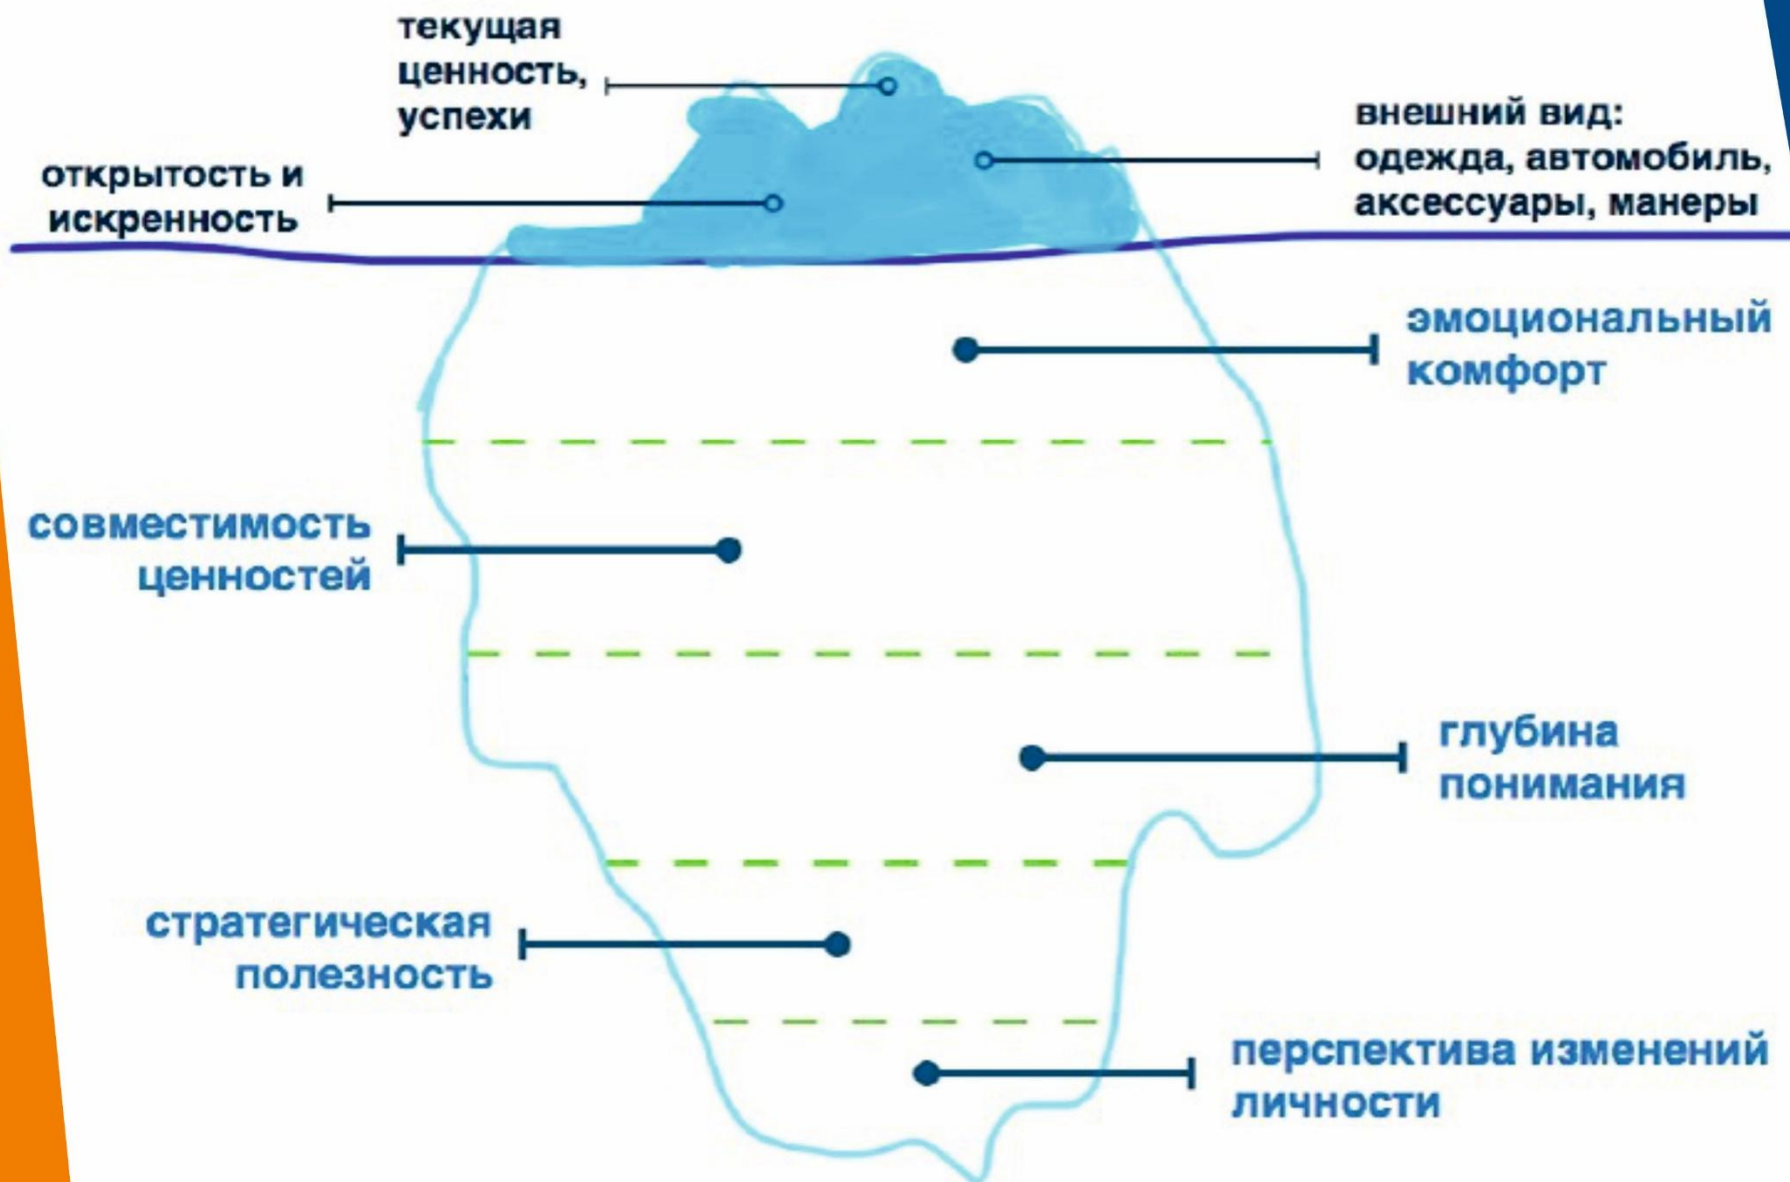 текущая
ценность,
успехи
внешний вид:
одежда, автомобиль,
аксессуары, манеры
открытость и
искренность
эмоциональный
комфорт
совместимость
ценностей
глубина
понимания
стратегическая
полезность
перспектива изменений
личности